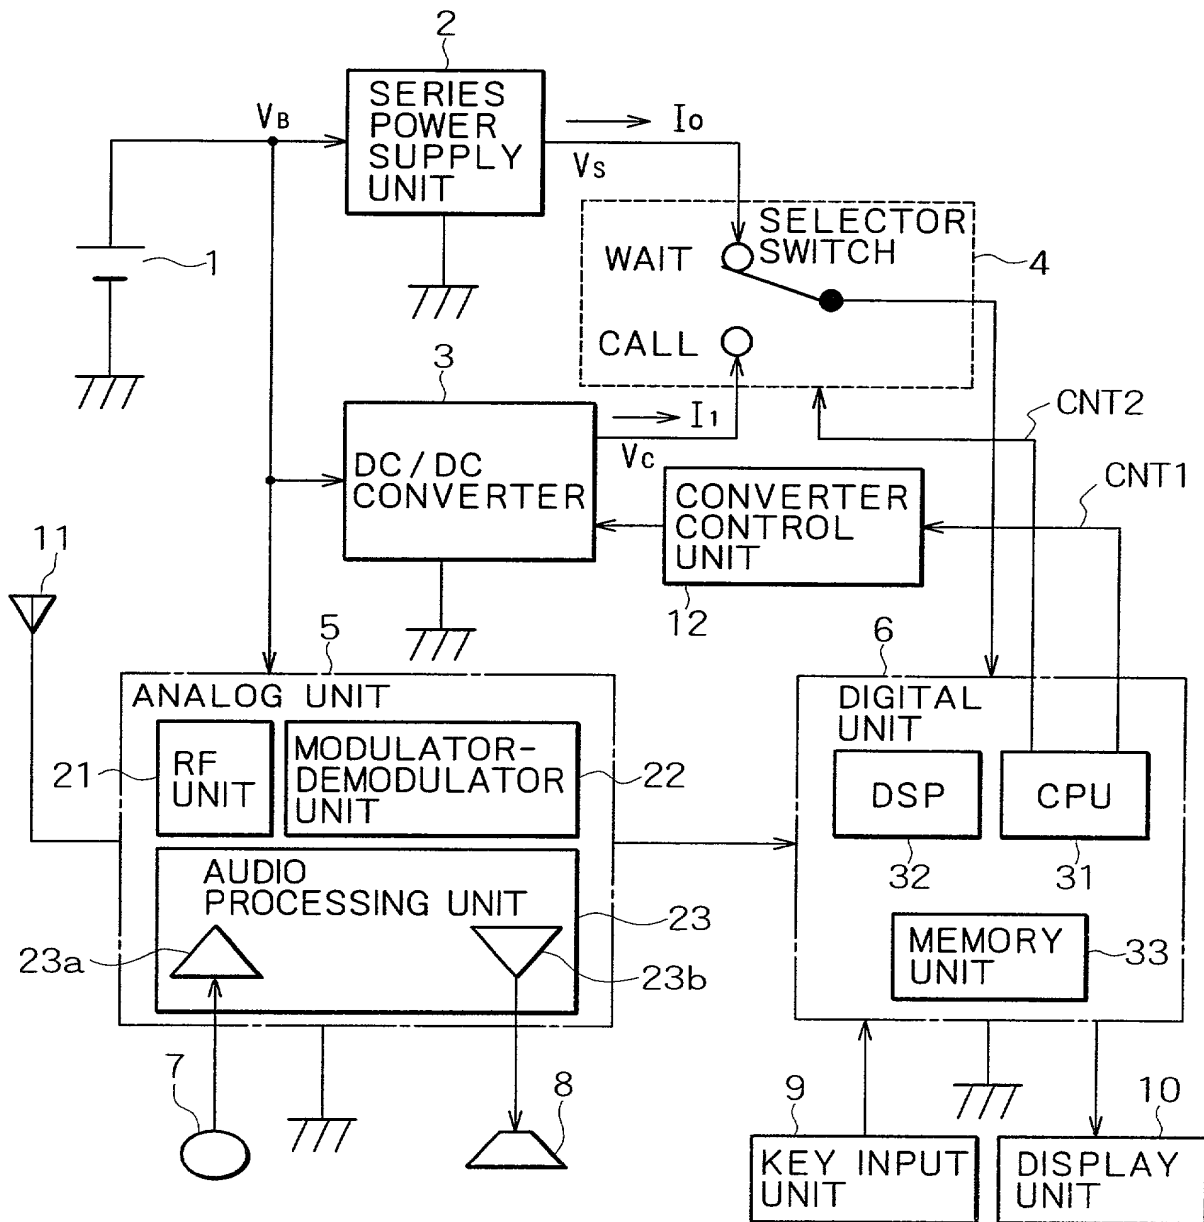 2
SERIES
POWER
SUPPLY
UNIT
VB
I0
VS
SELECTOR
SWITCH
WAIT
1
4
CALL
3
I1
VC
CNT2
DC/DC
CONVERTER
CONVERTER
CONTROL
UNIT
CNT1
11
12
5
6
ANALOG UNIT
DIGITAL
UNIT
21
RF
UNIT
MODULATOR-
DEMODULATOR
UNIT
22
DSP
CPU
32
31
AUDIO
PROCESSING UNIT
23
23a
23b
MEMORY
UNIT
33
7
8
9
10
KEY INPUT
UNIT
DISPLAY
UNIT